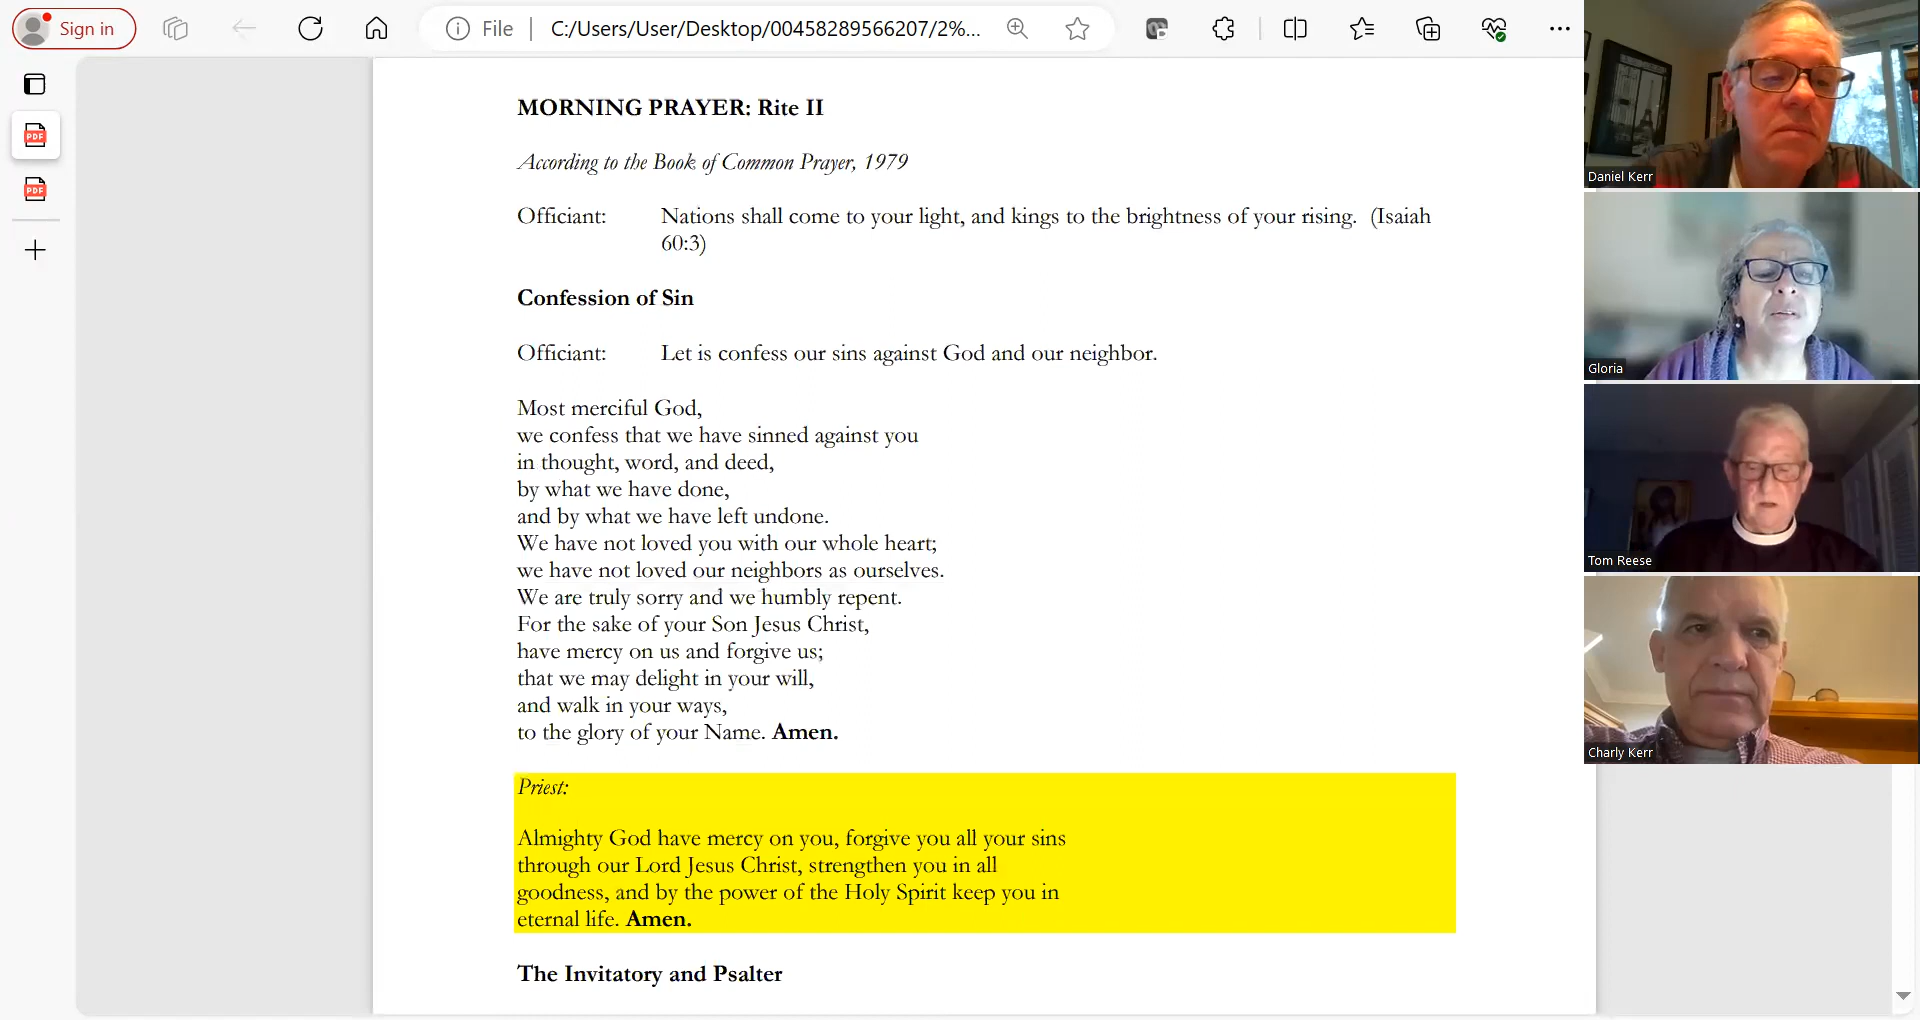 Sign in
File
C:/Users/User/Desktop/00458289566207/2%...
PDF
PDF
MORNING PRAYER: Rite II
According to the Book of Common Prayer, 1979
Officiant: Nations shall come to your light, and kings to the brightness of your rising. (Isaiah
60:3)
Confession of Sin
Officiant: Let is confess our sins against God and our neighbor.
Most merciful God,
we confess that we have sinned against you
in thought, word, and deed,
by what we have done,
and by what we have left undone.
We have not loved you with our whole heart;
we have not loved our neighbors as ourselves.
We are truly sorry and we humbly repent.
For the sake of your Son Jesus Christ,
have mercy on us and forgive us;
that we may delight in your will,
and walk in your ways,
to the glory of your Name. Amen.
Priest:
Almighty God have mercy on you, forgive you all your sins
through our Lord Jesus Christ, strengthen you in all
goodness, and by the power of the Holy Spirit keep you in
eternal life. Amen.
The Invitatory and Psalter
Daniel Kerr
Gloria
Tom Reese
Charly Kerr